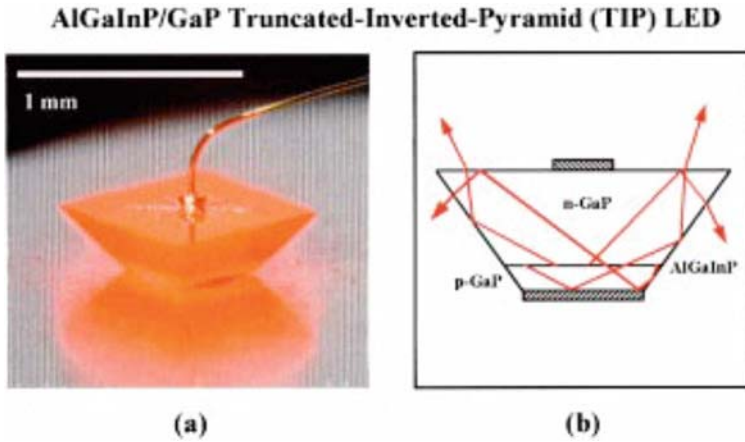 AlGaInP/GaP Truncated-Inverted-Pyramid (TIP) LED
1 mm
n-GaP
p-GaP
AlGaInP
(a)
(b)